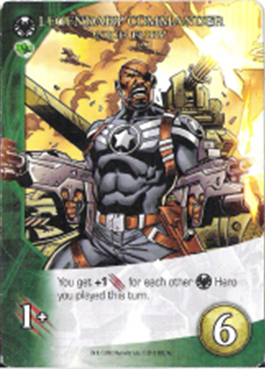 LEGENDARY COMMANDER
NICK FURY
You get +1 for each other Hero
you played this turn.
1+
6